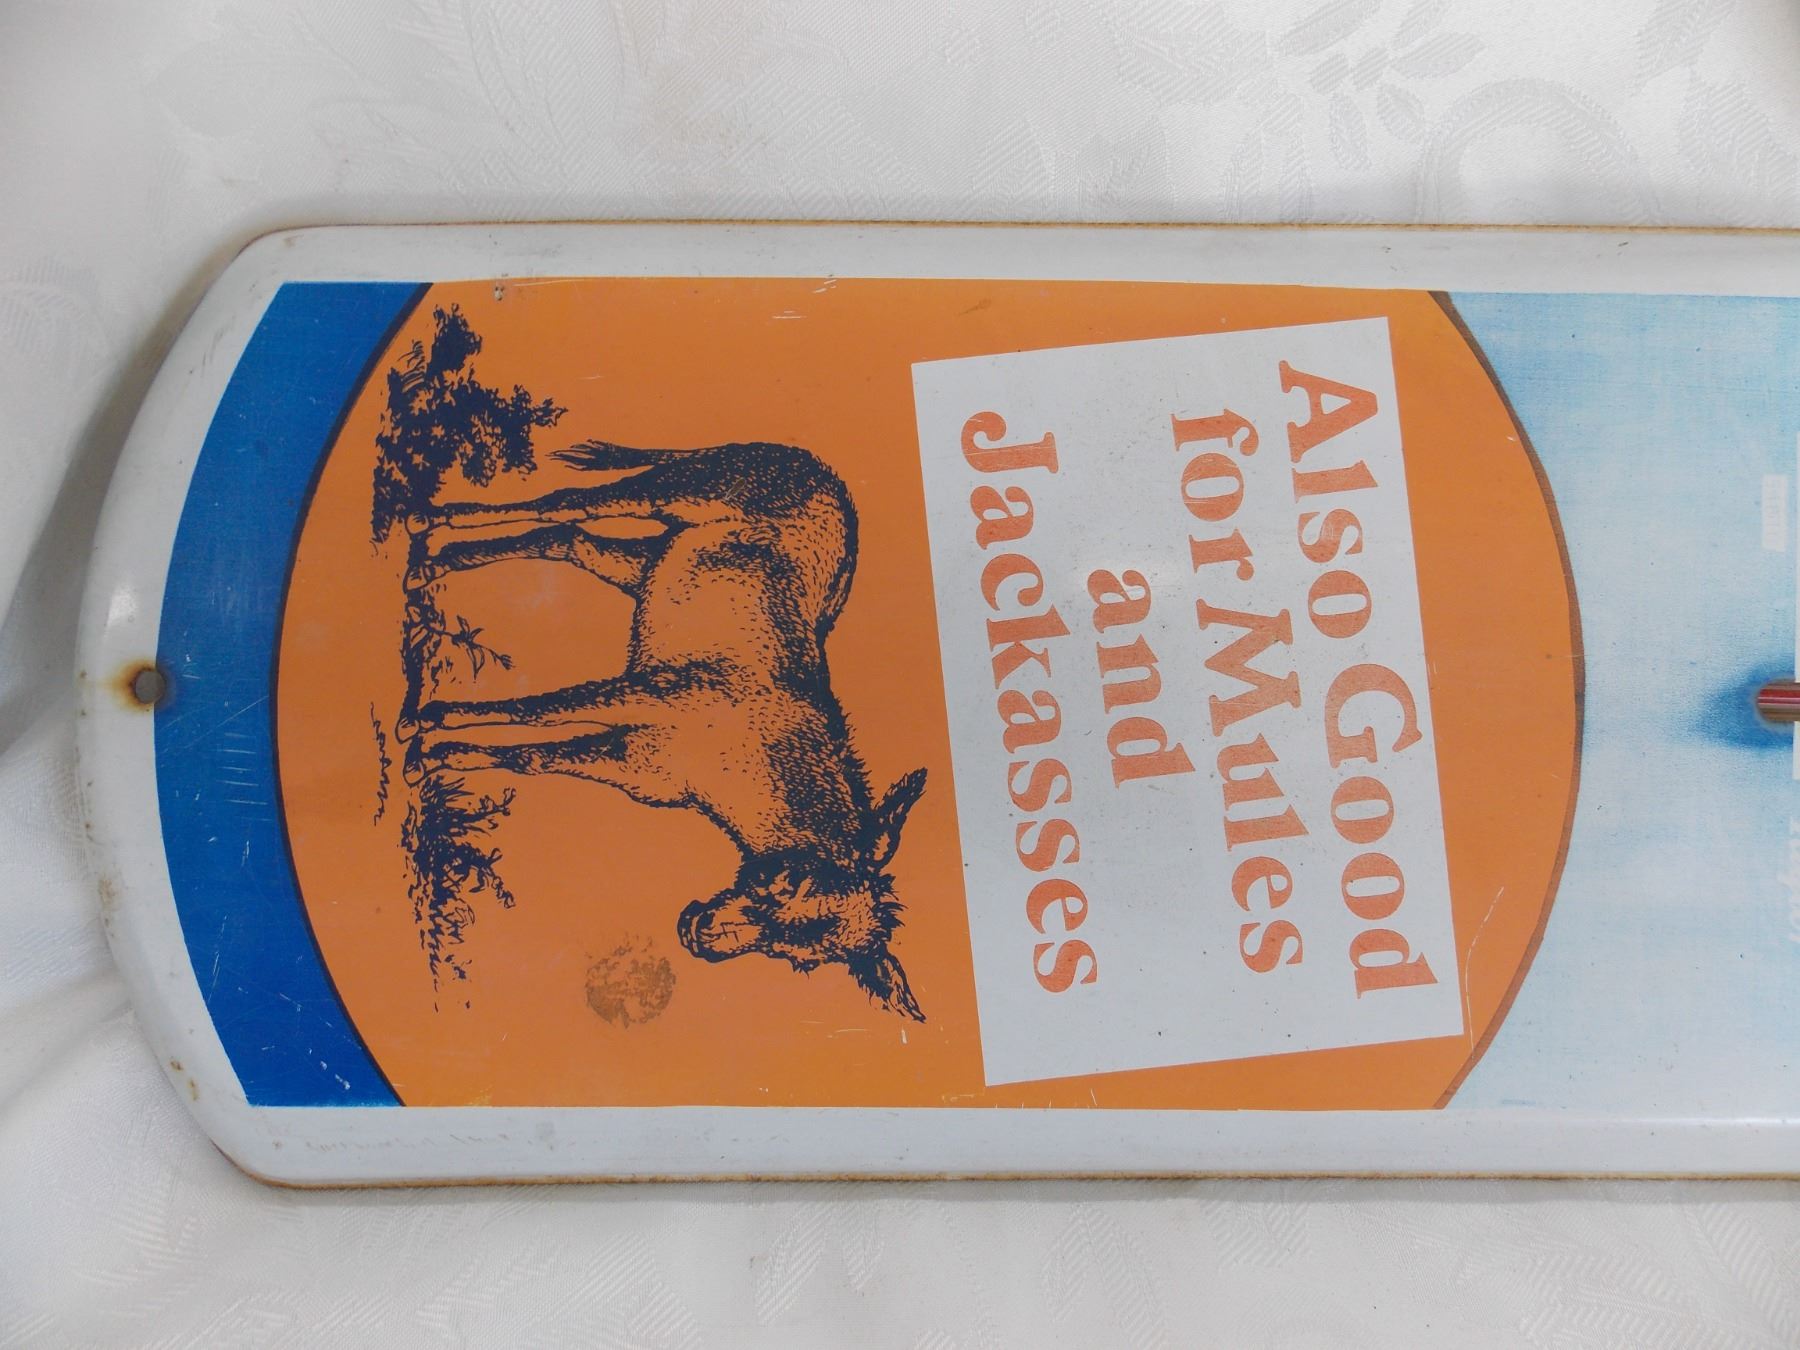 Also Good
for Mules
and
Jackasses